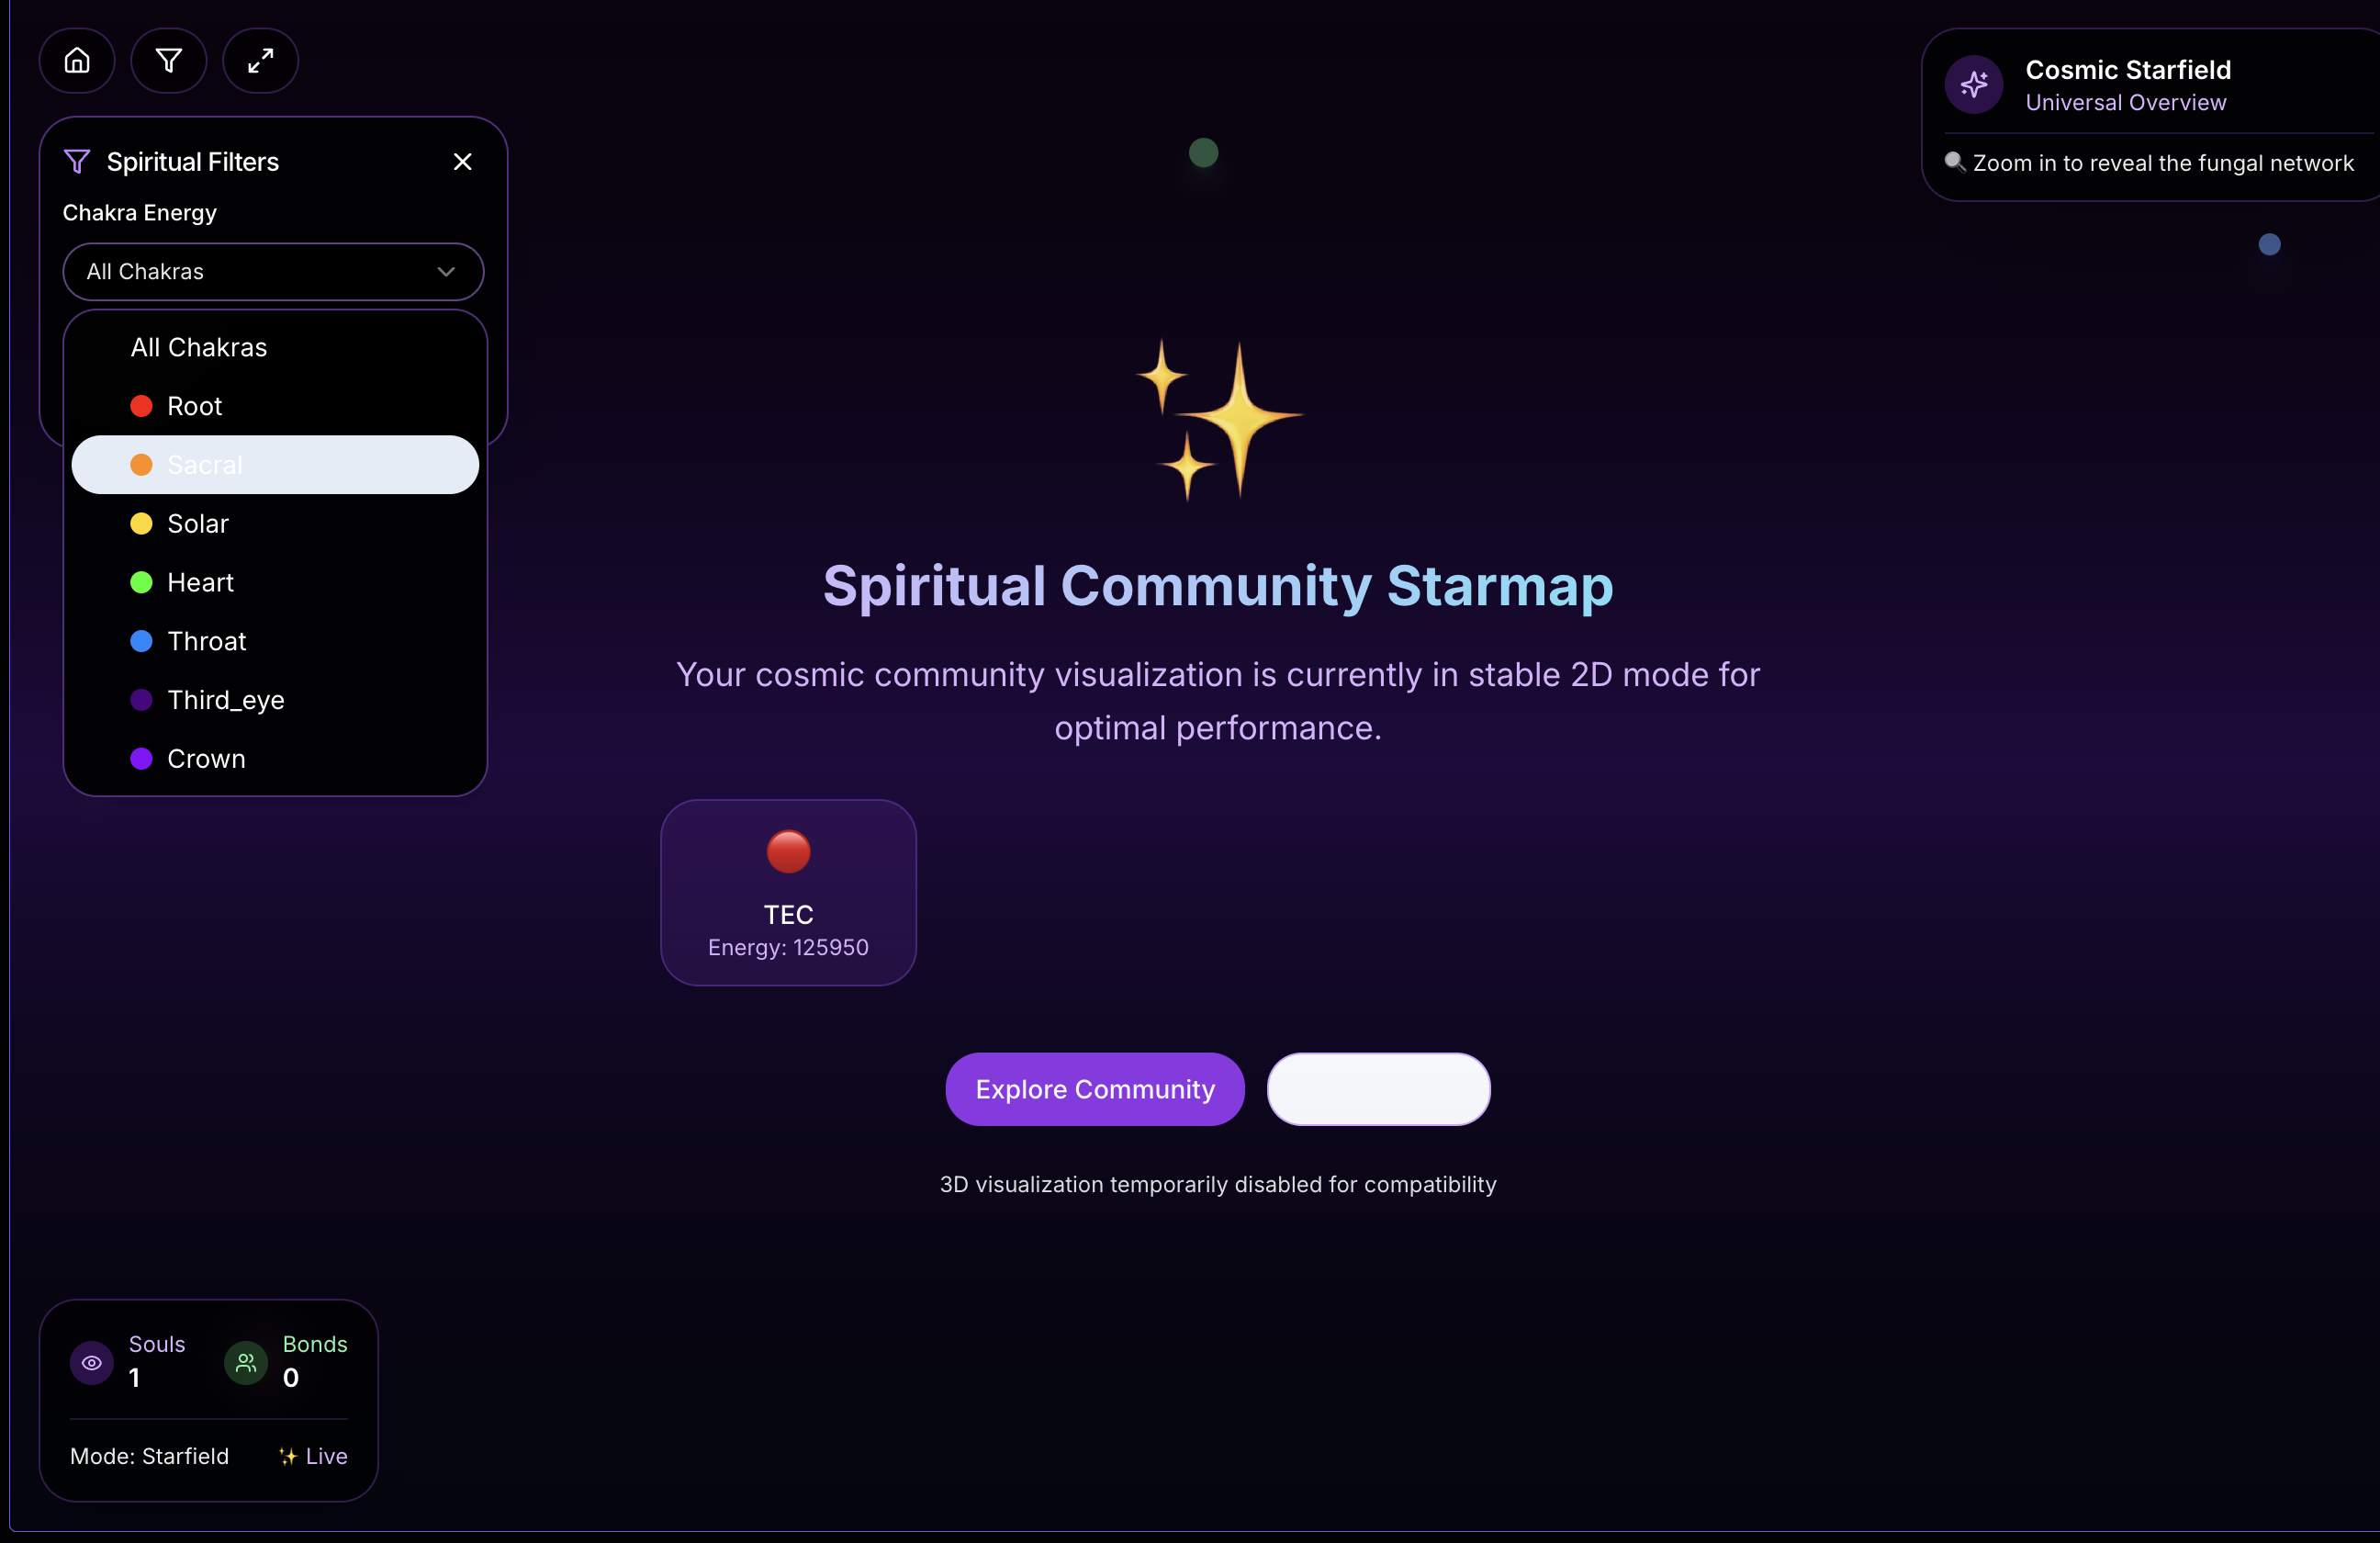 Cosmic Starfield
Universal Overview
Zoom in to reveal the fungal network
Spiritual Filters
Chakra Energy
All Chakras
All Chakras
Root
Sacral
Solar
Heart
Throat
Third_eye
Crown
Spiritual Community Starmap
Your cosmic community visualization is currently in stable 2D mode for
optimal performance.
TEC
Energy: 125950
Explore Community
3D visualization temporarily disabled for compatibility
Souls
1
Bonds
0
Mode: Starfield
✨ Live